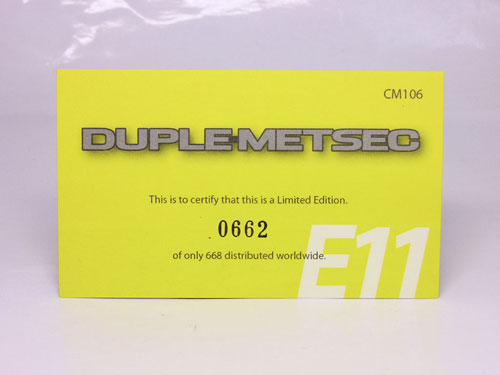 CM106
DUPLE-METSEC
This is to certify that this is a Limited Edition.
0662
of only 668 distributed worldwide.
E11